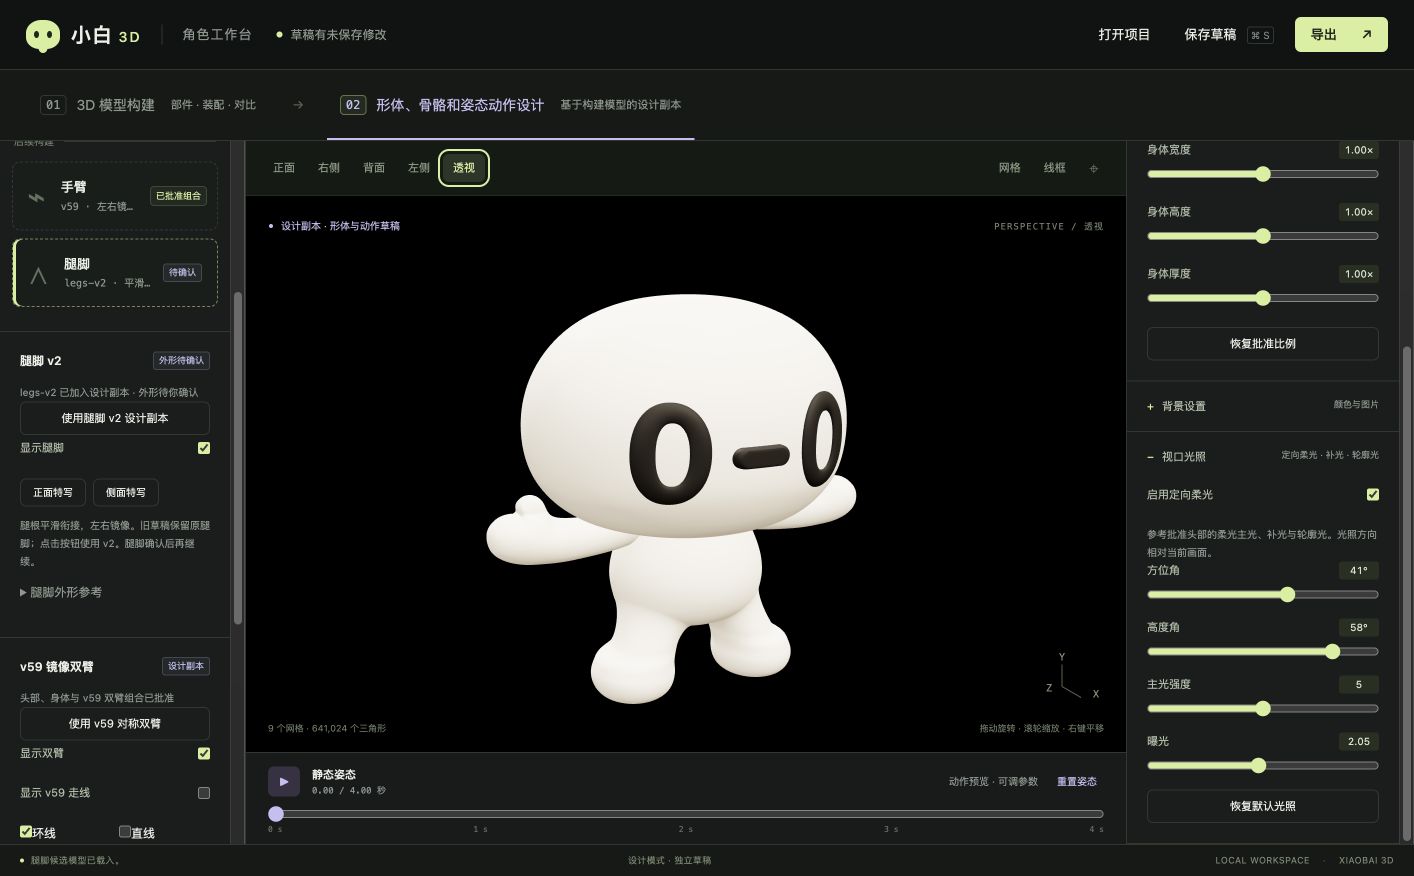 小白 3D
角色工作台
草稿有未保存修改
打开项目
保存草稿 ⌘ S
导出 ↗
01 3D 模型构建 部件 · 装配 · 对比 →
02 形体、骨骼和姿态动作设计 基于构建模型的设计副本
后续构建
手臂
v59 · 左右镜…
已批准组合
腿脚
legs-v2 · 平滑…
待确认
腿脚 v2
外形待确认
legs-v2 已加入设计副本 · 外形待你确认
使用腿脚 v2 设计副本
显示腿脚
正面特写
侧面特写
腿根平滑衔接，左右镜像。旧草稿保留原腿
脚；点击按钮使用 v2。腿脚确认后再继
续。
▶ 腿脚外形参考
v59 镜像双臂
设计副本
头部、身体与 v59 双臂组合已批准
使用 v59 对称双臂
显示双臂
显示 v59 走线
环线
直线
正面
右侧
背面
左侧
透视
网格
线框
设计副本 · 形体与动作草稿
PERSPECTIVE / 透视
Y
Z
X
9 个网格 · 641,024 个三角形
拖动旋转 · 滚轮缩放 · 右键平移
静态姿态
0.00 / 4.00 秒
动作预览 · 可调参数
重置姿态
0 s
1 s
2 s
3 s
4 s
身体宽度 1.00×
身体高度 1.00×
身体厚度 1.00×
恢复批准比例
+ 背景设置 颜色与图片
− 视口光照 定向柔光 · 补光 · 轮廓光
启用定向柔光
参考批准头部的柔光主光、补光与轮廓光。光照方向
相对当前画面。
方位角 41°
高度角 58°
主光强度 5
曝光 2.05
恢复默认光照
腿脚候选模型已载入。
设计模式 · 独立草稿
LOCAL WORKSPACE · XIAOBAI 3D